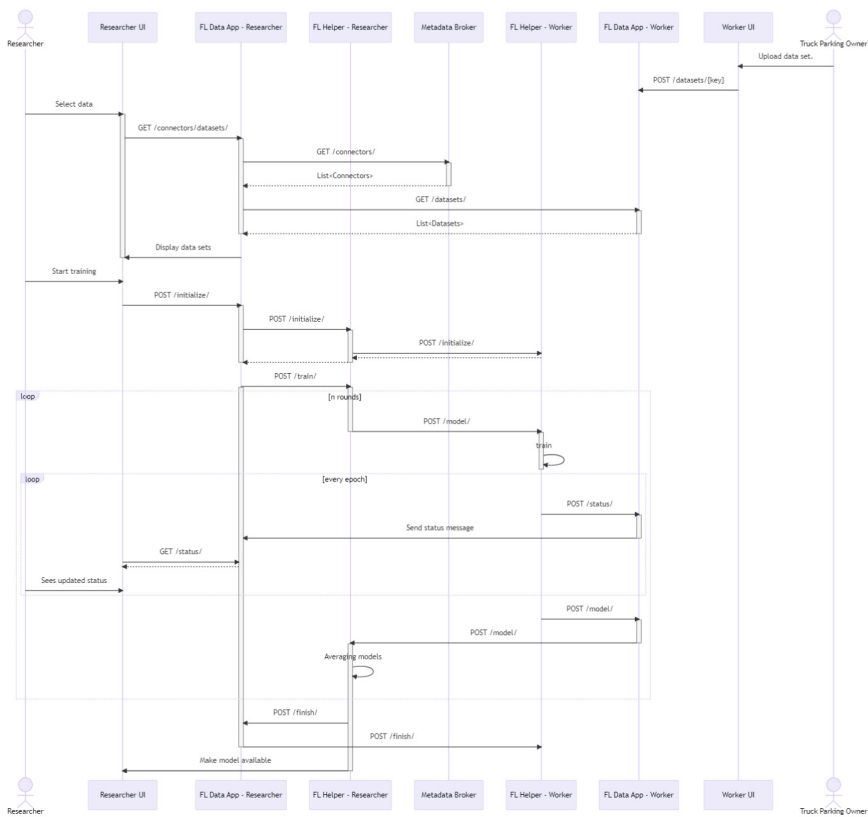 Researcher
Researcher UI
FL Data App - Researcher
FL Helper - Researcher
Metadata Broker
FL Helper - Worker
FL Data App - Worker
Worker UI
Truck Parking Owner
Upload data set.
POST /datasets/{key}
Select data
GET /connectors/datasets/
GET /connectors/
List<Connectors>
GET /datasets/
List<Datasets>
Display data sets
Start training
POST /initialize/
POST /initialize/
POST /initialize/
POST /train/
loop
[n rounds]
POST /model/
train
loop
[every epoch]
POST /status/
Send status message
GET /status/
Sees updated status
POST /model/
POST /model/
Averaging models
POST /finish/
POST /finish/
Make model available
Researcher
Researcher UI
FL Data App - Researcher
FL Helper - Researcher
Metadata Broker
FL Helper - Worker
FL Data App - Worker
Worker UI
Truck Parking Owner